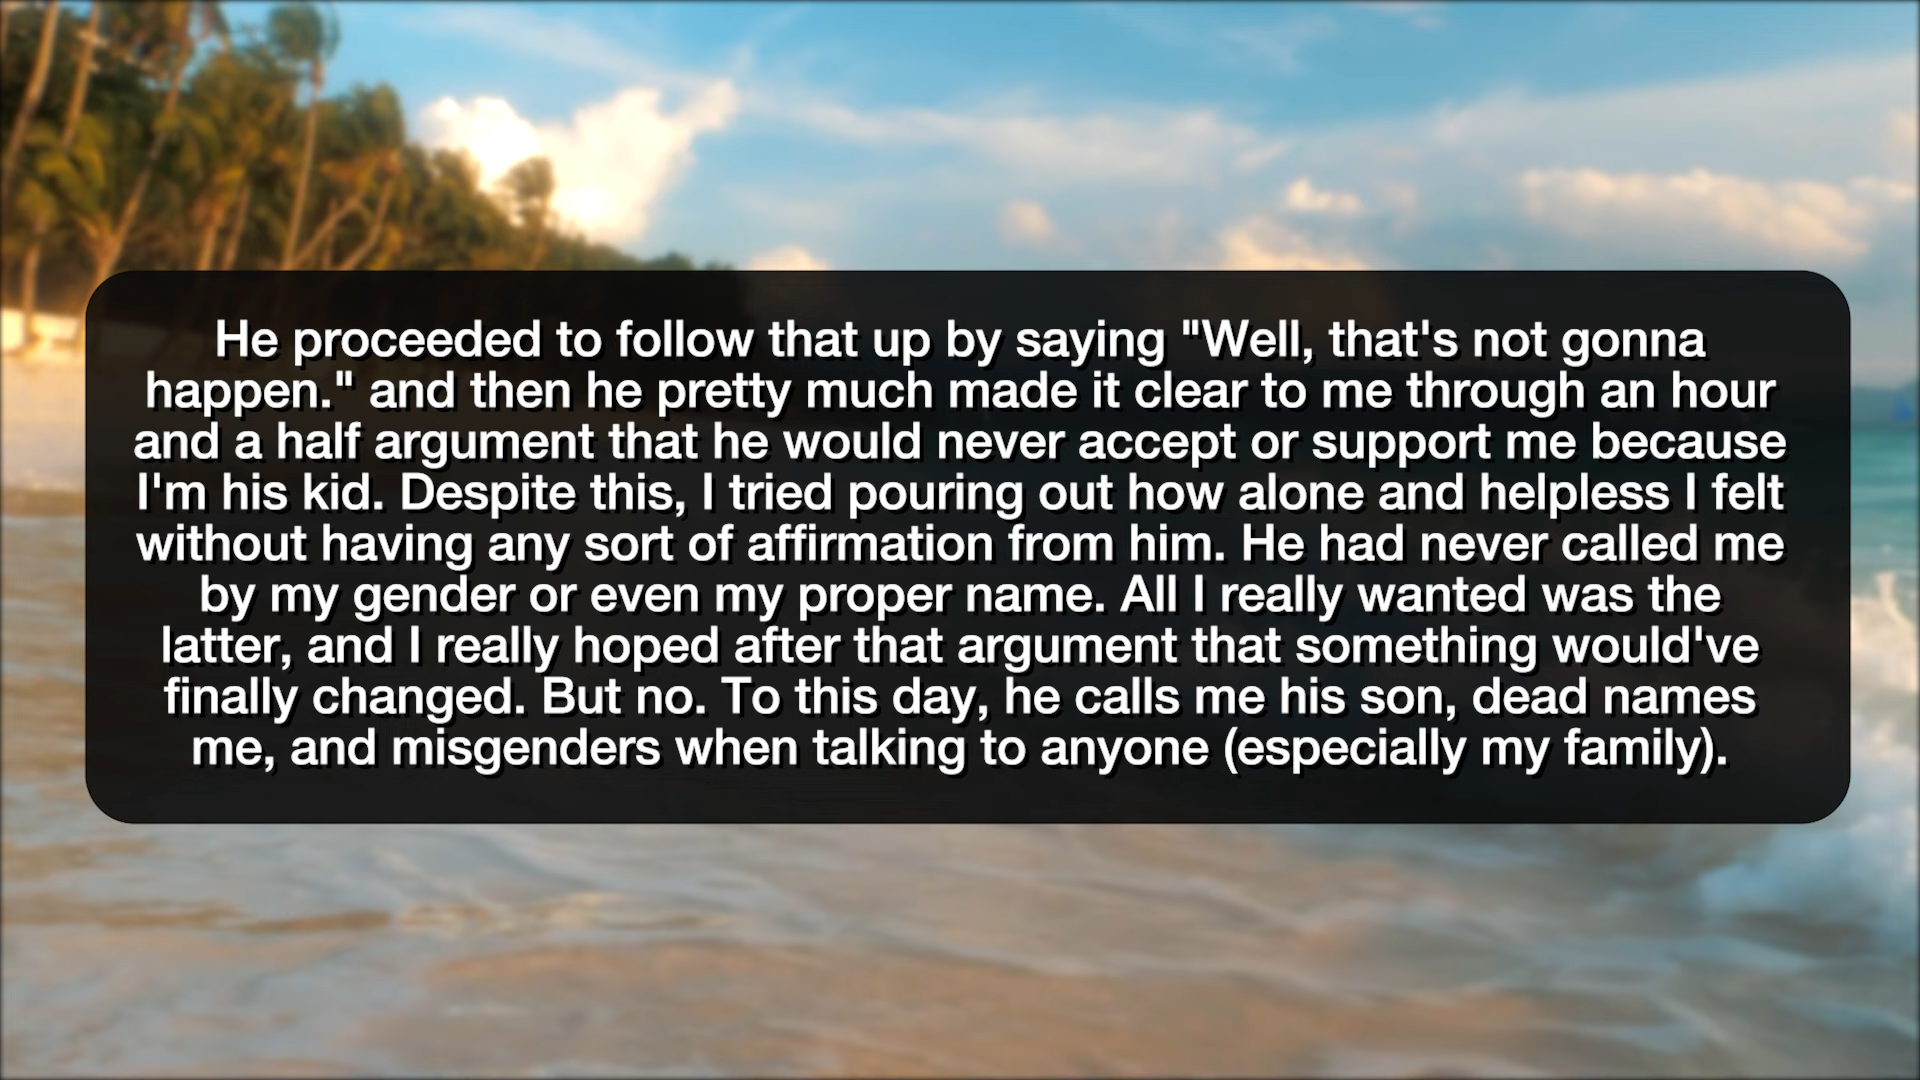 He proceeded to follow that up by saying "Well, that's not gonna
happen." and then he pretty much made it clear to me through an hour
and a half argument that he would never accept or support me because
I'm his kid. Despite this, I tried pouring out how alone and helpless I felt
without having any sort of affirmation from him. He had never called me
by my gender or even my proper name. All I really wanted was the
latter, and I really hoped after that argument that something would've
finally changed. But no. To this day, he calls me his son, dead names
me, and misgenders when talking to anyone (especially my family).